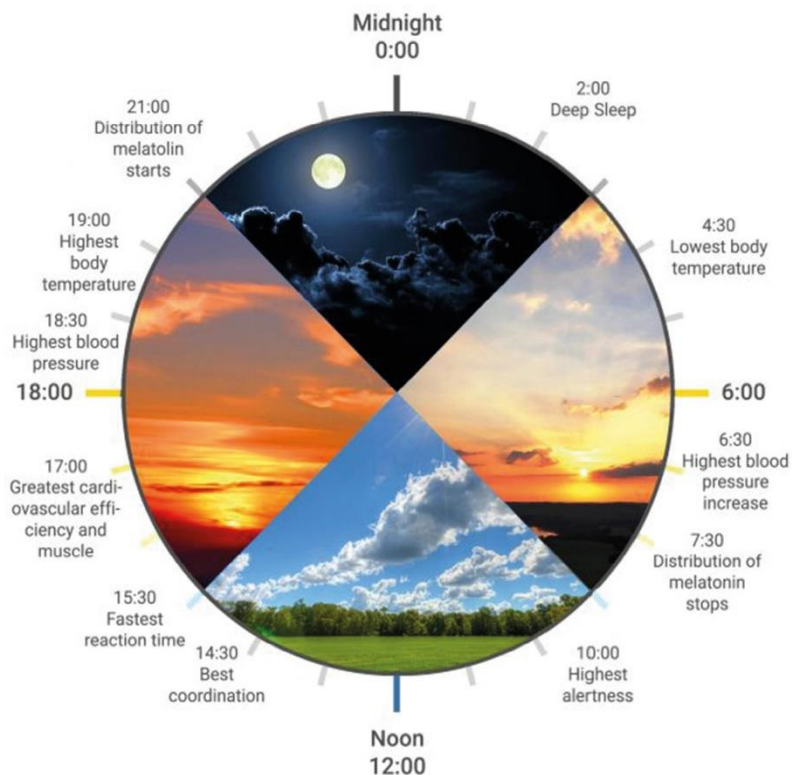 Midnight
0:00
2:00
Deep Sleep
4:30
Lowest body
temperature
6:00
6:30
Highest blood
pressure
increase
7:30
Distribution of
melatonin
stops
10:00
Highest
alertness
Noon
12:00
14:30
Best
coordination
15:30
Fastest
reaction time
17:00
Greatest cardi-
ovascular effi-
ciency and
muscle
18:00
18:30
Highest blood
pressure
19:00
Highest
body
temperature
21:00
Distribution of
melatolin
starts